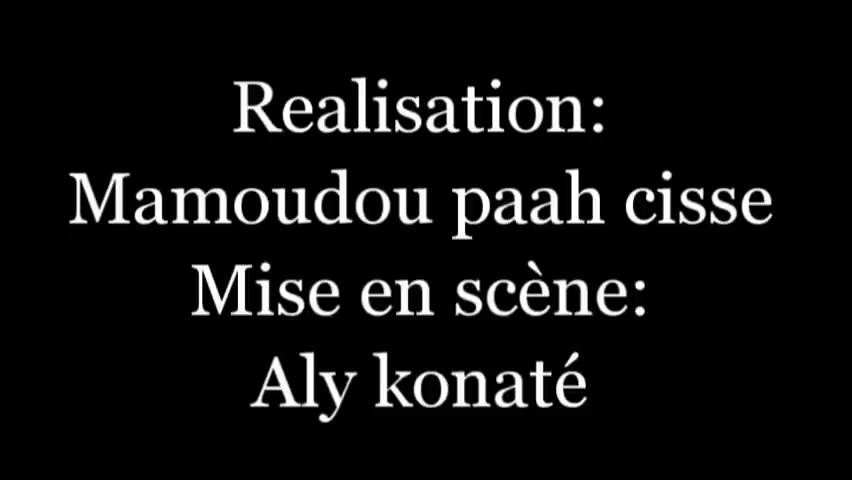 Realisation:
Mamoudou paah cisse
Mise en scène:
Aly konaté